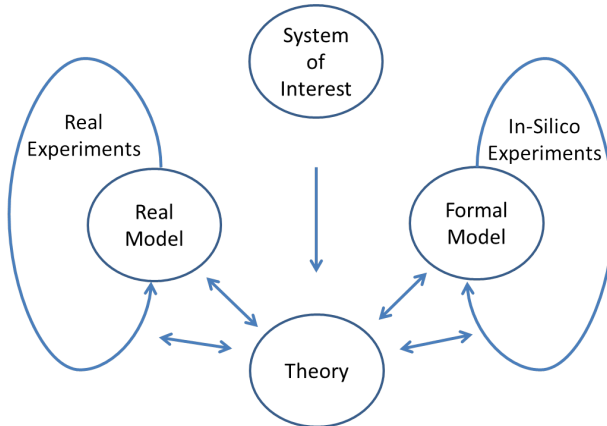 System
of
Interest
Real
Experiments
In-Silico
Experiments
Real
Model
Formal
Model
Theory